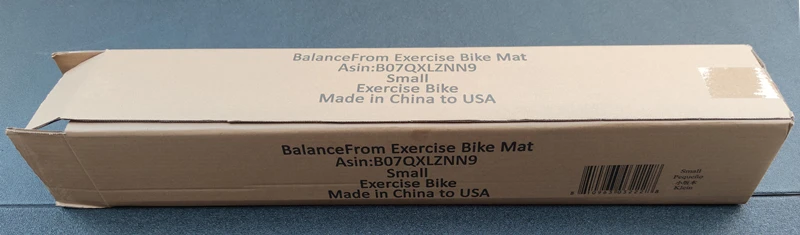 BalanceFrom Exercise Bike Mat
Asin:B07QXLZNN9
Small
Exercise Bike
Made in China to USA
BalanceFrom Exercise Bike Mat
Asin:B07QXLZNN9
Small
Exercise Bike
Made in China to USA
Small
Pequeño